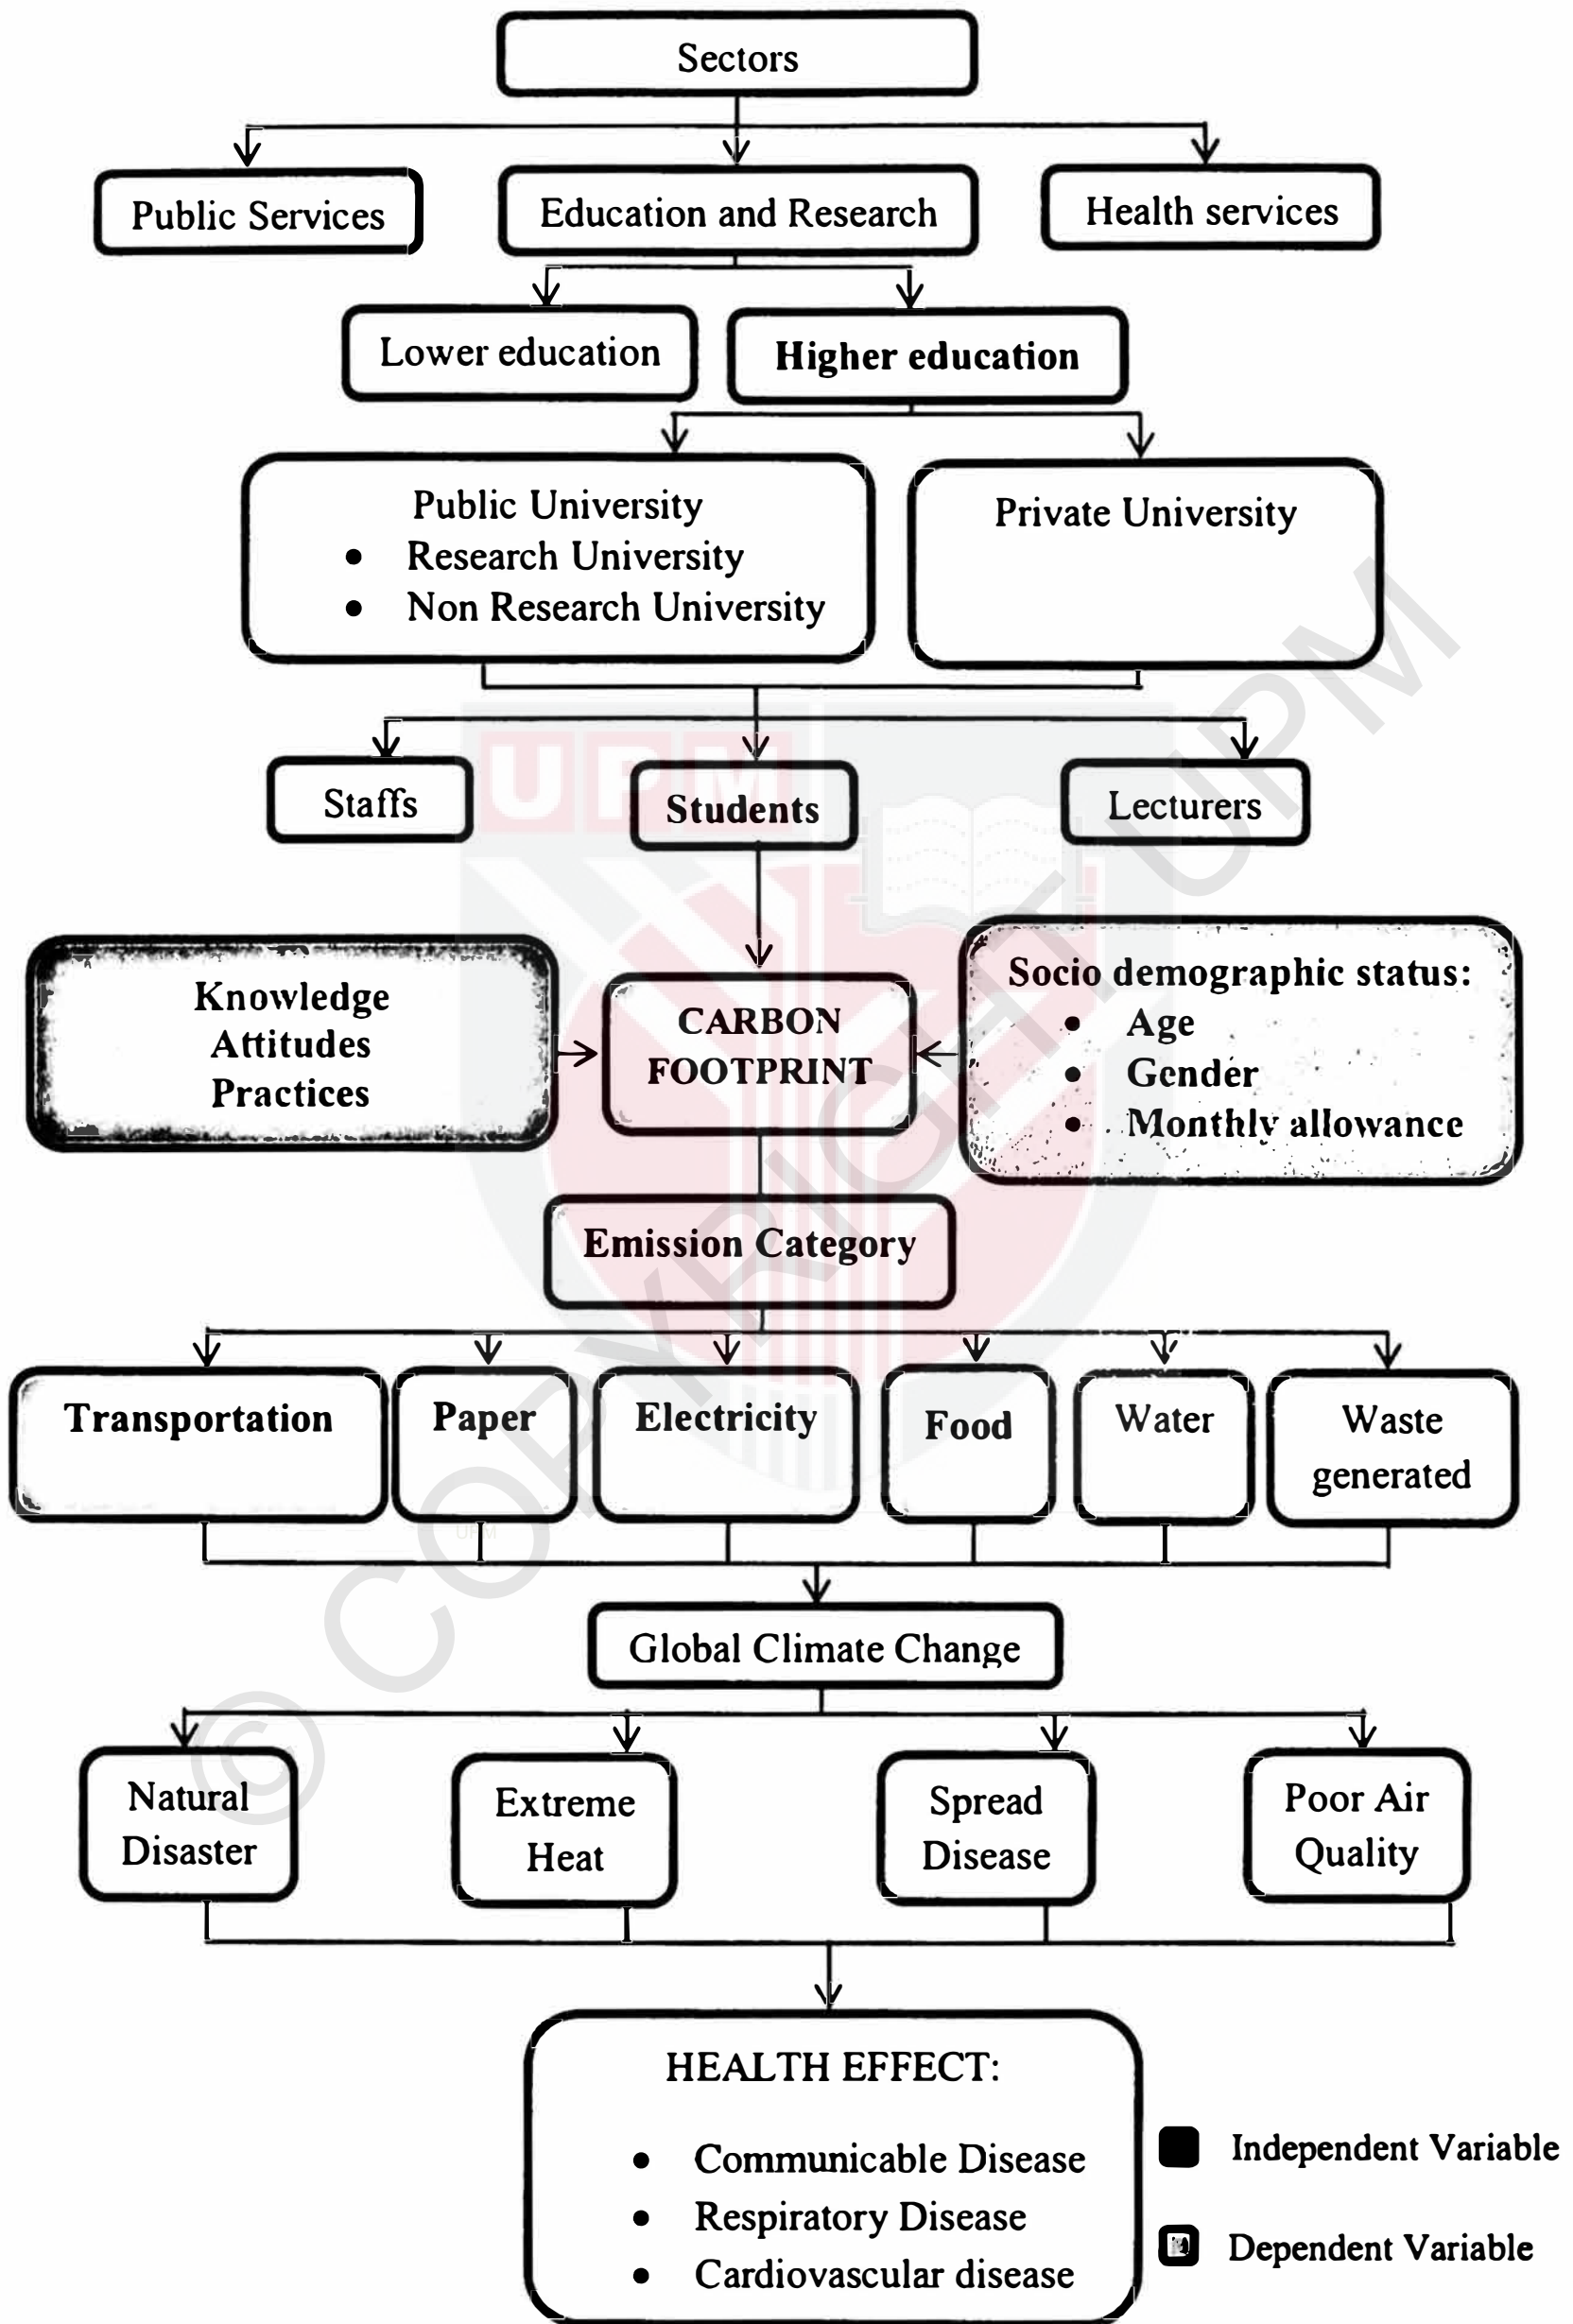 Sectors
Public Services
Education and Research
Health services
Lower education
Higher education
Public University
• Research University
• Non Research University
Private University
UPM
Staffs
Students
Lecturers
Knowledge
Attitudes
Practices
CARBON
FOOTPRINT
Socio demographic status:
• Age
• Gender
• Monthly allowance
Emission Category
Transportation
Paper
Electricity
Food
Water
Waste
generated
UPM
Global Climate Change
Natural
Disaster
Extreme
Heat
Spread
Disease
Poor Air
Quality
HEALTH EFFECT:
• Communicable Disease
• Respiratory Disease
• Cardiovascular disease
Independent Variable
Dependent Variable
© COPYRIGHT UPM